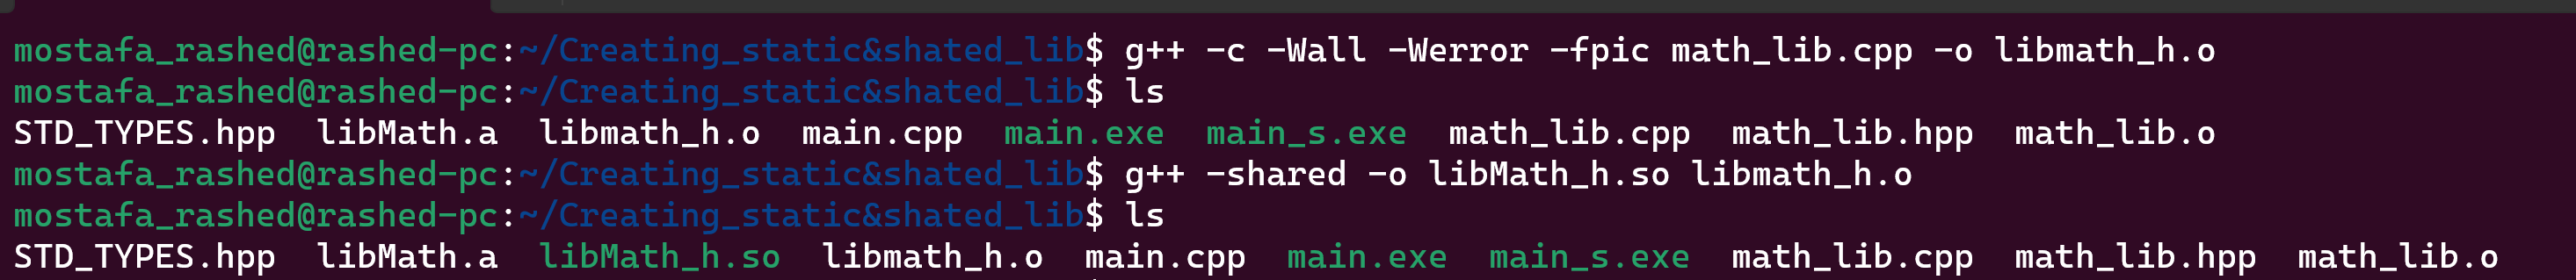 mostafa_rashed@rashed-pc:~/Creating_static&shated_lib$ g++ -c -Wall -Werror -fpic math_lib.cpp -o libmath_h.o
mostafa_rashed@rashed-pc:~/Creating_static&shated_lib$ ls
STD_TYPES.hpp  libMath.a  libmath_h.o  main.cpp  main.exe  main_s.exe  math_lib.cpp  math_lib.hpp  math_lib.o
mostafa_rashed@rashed-pc:~/Creating_static&shated_lib$ g++ -shared -o libMath_h.so libmath_h.o
mostafa_rashed@rashed-pc:~/Creating_static&shated_lib$ ls
STD_TYPES.hpp  libMath.a  libMath_h.so  libmath_h.o  main.cpp  main.exe  main_s.exe  math_lib.cpp  math_lib.hpp  math_lib.o